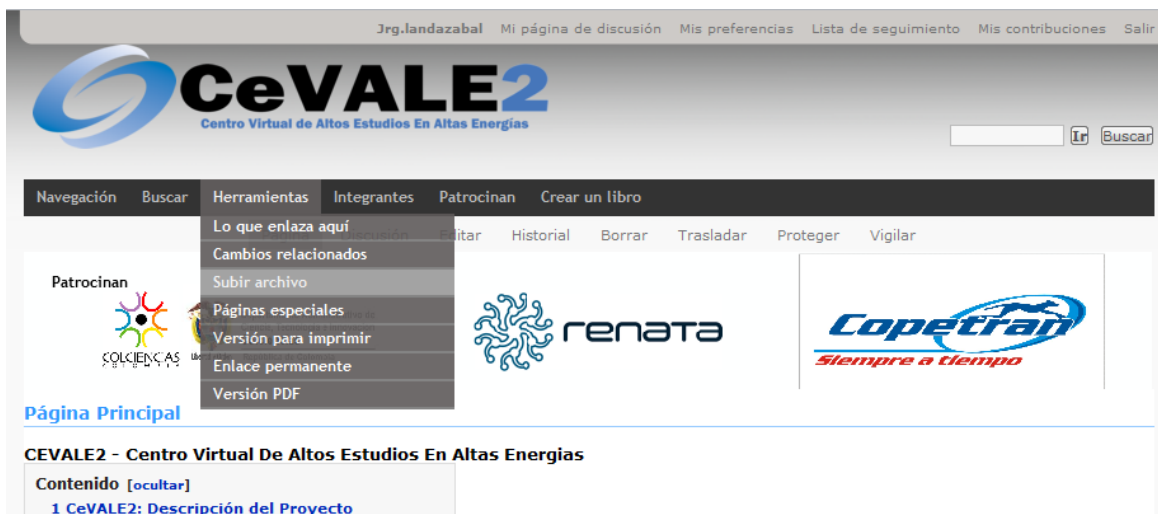 Jrg.landazabal Mi página de discusión Mis preferencias Lista de seguimiento Mis contribuciones Salir
CeVALE2
Centro Virtual de Altos Estudios En Altas Energías
Ir Buscar
Navegación Buscar Herramientas Integrantes Patrocinan Crear un libro
Lo que enlaza aquí
Discusión Editar Historial Borrar Trasladar Proteger Vigilar
Cambios relacionados
Subir archivo
Páginas especiales
Versión para imprimir
Enlace permanente
Versión PDF
Patrocinan
COLCIENCIAS
renata
Copetran
Siempre a tiempo
Página Principal
CEVALE2 - Centro Virtual De Altos Estudios En Altas Energias
Contenido [ocultar]
1 CeVALE2: Descripción del Proyecto